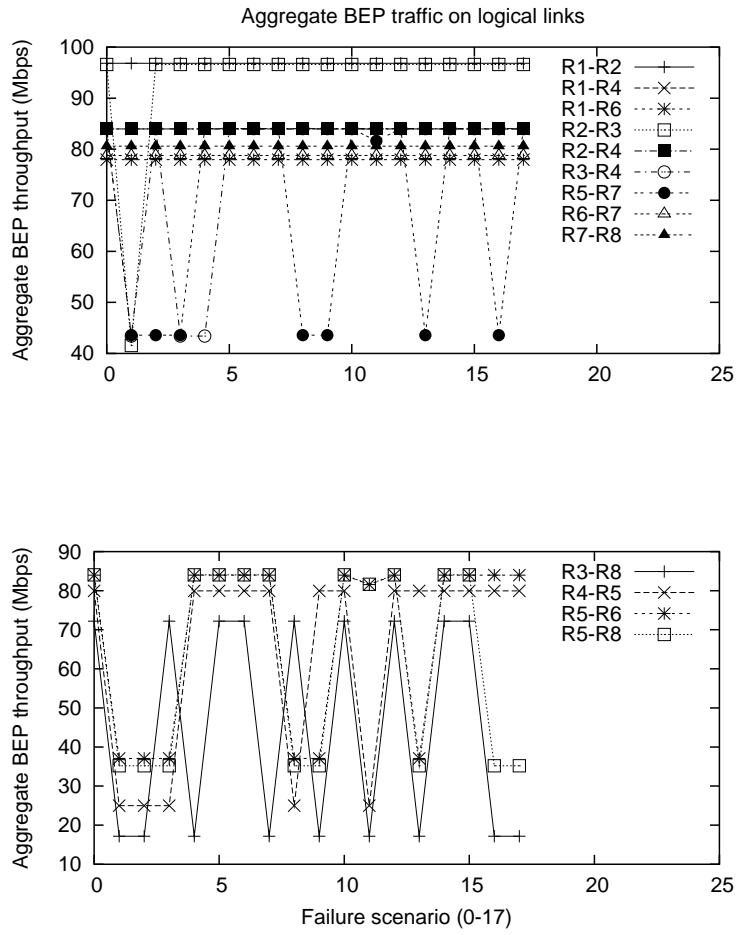 Aggregate BEP traffic on logical links
Aggregate BEP throughput (Mbps)
100
90
80
70
60
50
40
0
5
10
15
20
25
R1-R2
R1-R4
R1-R6
R2-R3
R2-R4
R3-R4
R5-R7
R6-R7
R7-R8
Aggregate BEP throughput (Mbps)
90
80
70
60
50
40
30
20
10
0
5
10
15
20
25
R3-R8
R4-R5
R5-R6
R5-R8
Failure scenario (0-17)